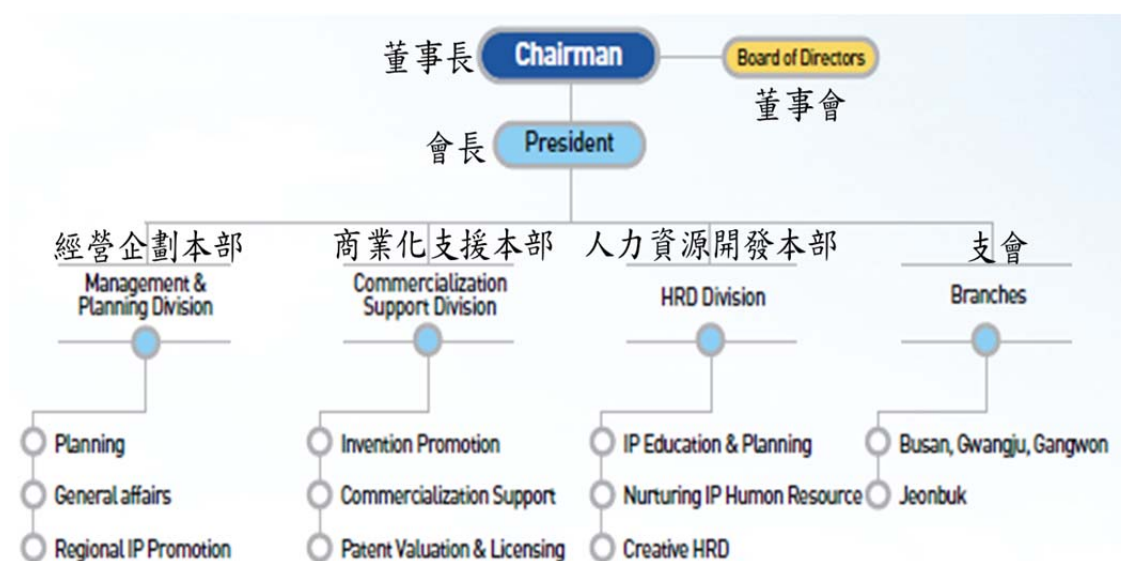 董事長 Chairman Board of Directors
董事會
會長 President
經營企劃本部 商業化支援本部 人力資源開發本部 支會
Management &
Planning Division
Commercialization
Support Division
HRD Division
Branches
Planning
General affairs
Regional IP Promotion
Invention Promotion
Commercialization Support
Patent Valuation & Licensing
IP Education & Planning
Nurturing IP Humon Resource
Creative HRD
Busan, Gwangju, Gangwon
Jeonbuk